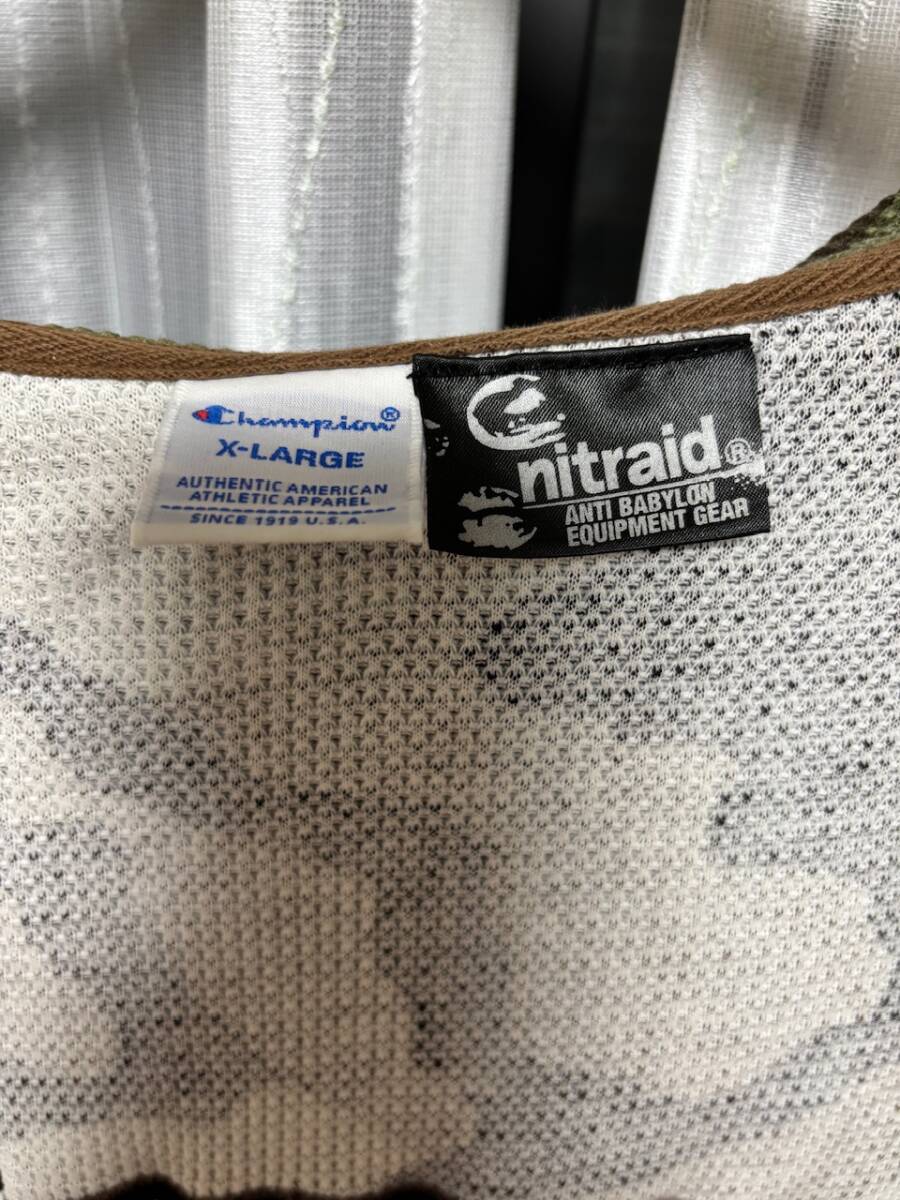 Champion®
X-LARGE
AUTHENTIC AMERICAN
ATHLETIC APPAREL
SINCE 1919 U.S.A.
nitraid®
ANTI BABYLON
EQUIPMENT GEAR